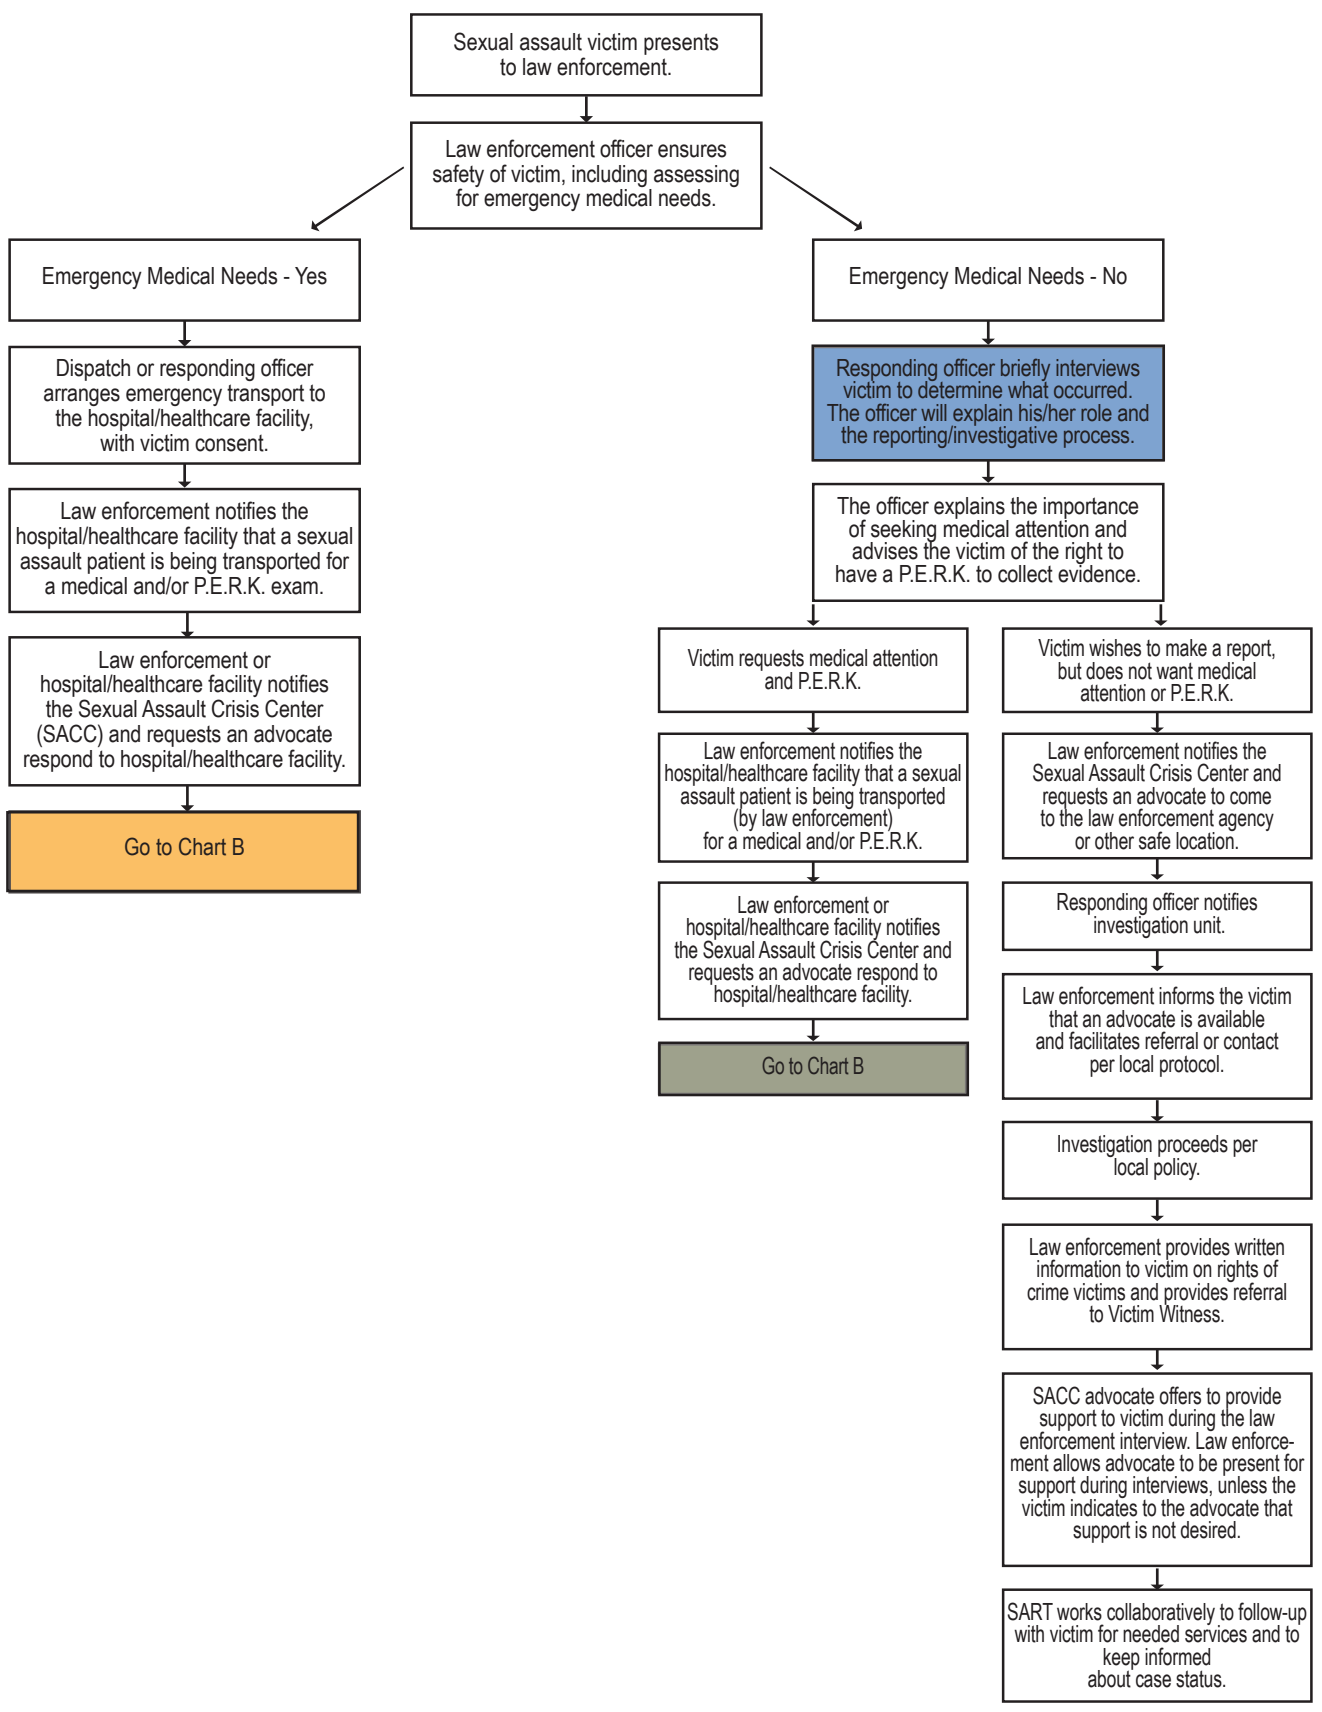 Sexual assault victim presents
to law enforcement.
Law enforcement officer ensures
safety of victim, including assessing
for emergency medical needs.
Emergency Medical Needs - Yes
Dispatch or responding officer
arranges emergency transport to
the hospital/healthcare facility,
with victim consent.
Law enforcement notifies the
hospital/healthcare facility that a sexual
assault patient is being transported for
a medical and/or P.E.R.K. exam.
Law enforcement or
hospital/healthcare facility notifies
the Sexual Assault Crisis Center
(SACC) and requests an advocate
respond to hospital/healthcare facility.
Go to Chart B
Emergency Medical Needs - No
Responding officer briefly interviews
victim to determine what occurred.
The officer will explain his/her role and
the reporting/investigative process.
The officer explains the importance
of seeking medical attention and
advises the victim of the right to
have a P.E.R.K. to collect evidence.
Victim requests medical attention
and P.E.R.K.
Law enforcement notifies the
hospital/healthcare facility that a sexual
assault patient is being transported
(by law enforcement)
for a medical and/or P.E.R.K.
Law enforcement or
hospital/healthcare facility notifies
the Sexual Assault Crisis Center and
requests an advocate respond to
hospital/healthcare facility.
Go to Chart B
Victim wishes to make a report,
but does not want medical
attention or P.E.R.K.
Law enforcement notifies the
Sexual Assault Crisis Center and
requests an advocate to come
to the law enforcement agency
or other safe location.
Responding officer notifies
investigation unit.
Law enforcement informs the victim
that an advocate is available
and facilitates referral or contact
per local protocol.
Investigation proceeds per
local policy.
Law enforcement provides written
information to victim on rights of
crime victims and provides referral
to Victim Witness.
SACC advocate offers to provide
support to victim during the law
enforcement interview. Law enforce-
ment allows advocate to be present for
support during interviews, unless the
victim indicates to the advocate that
support is not desired.
SART works collaboratively to follow-up
with victim for needed services and to
keep informed
about case status.